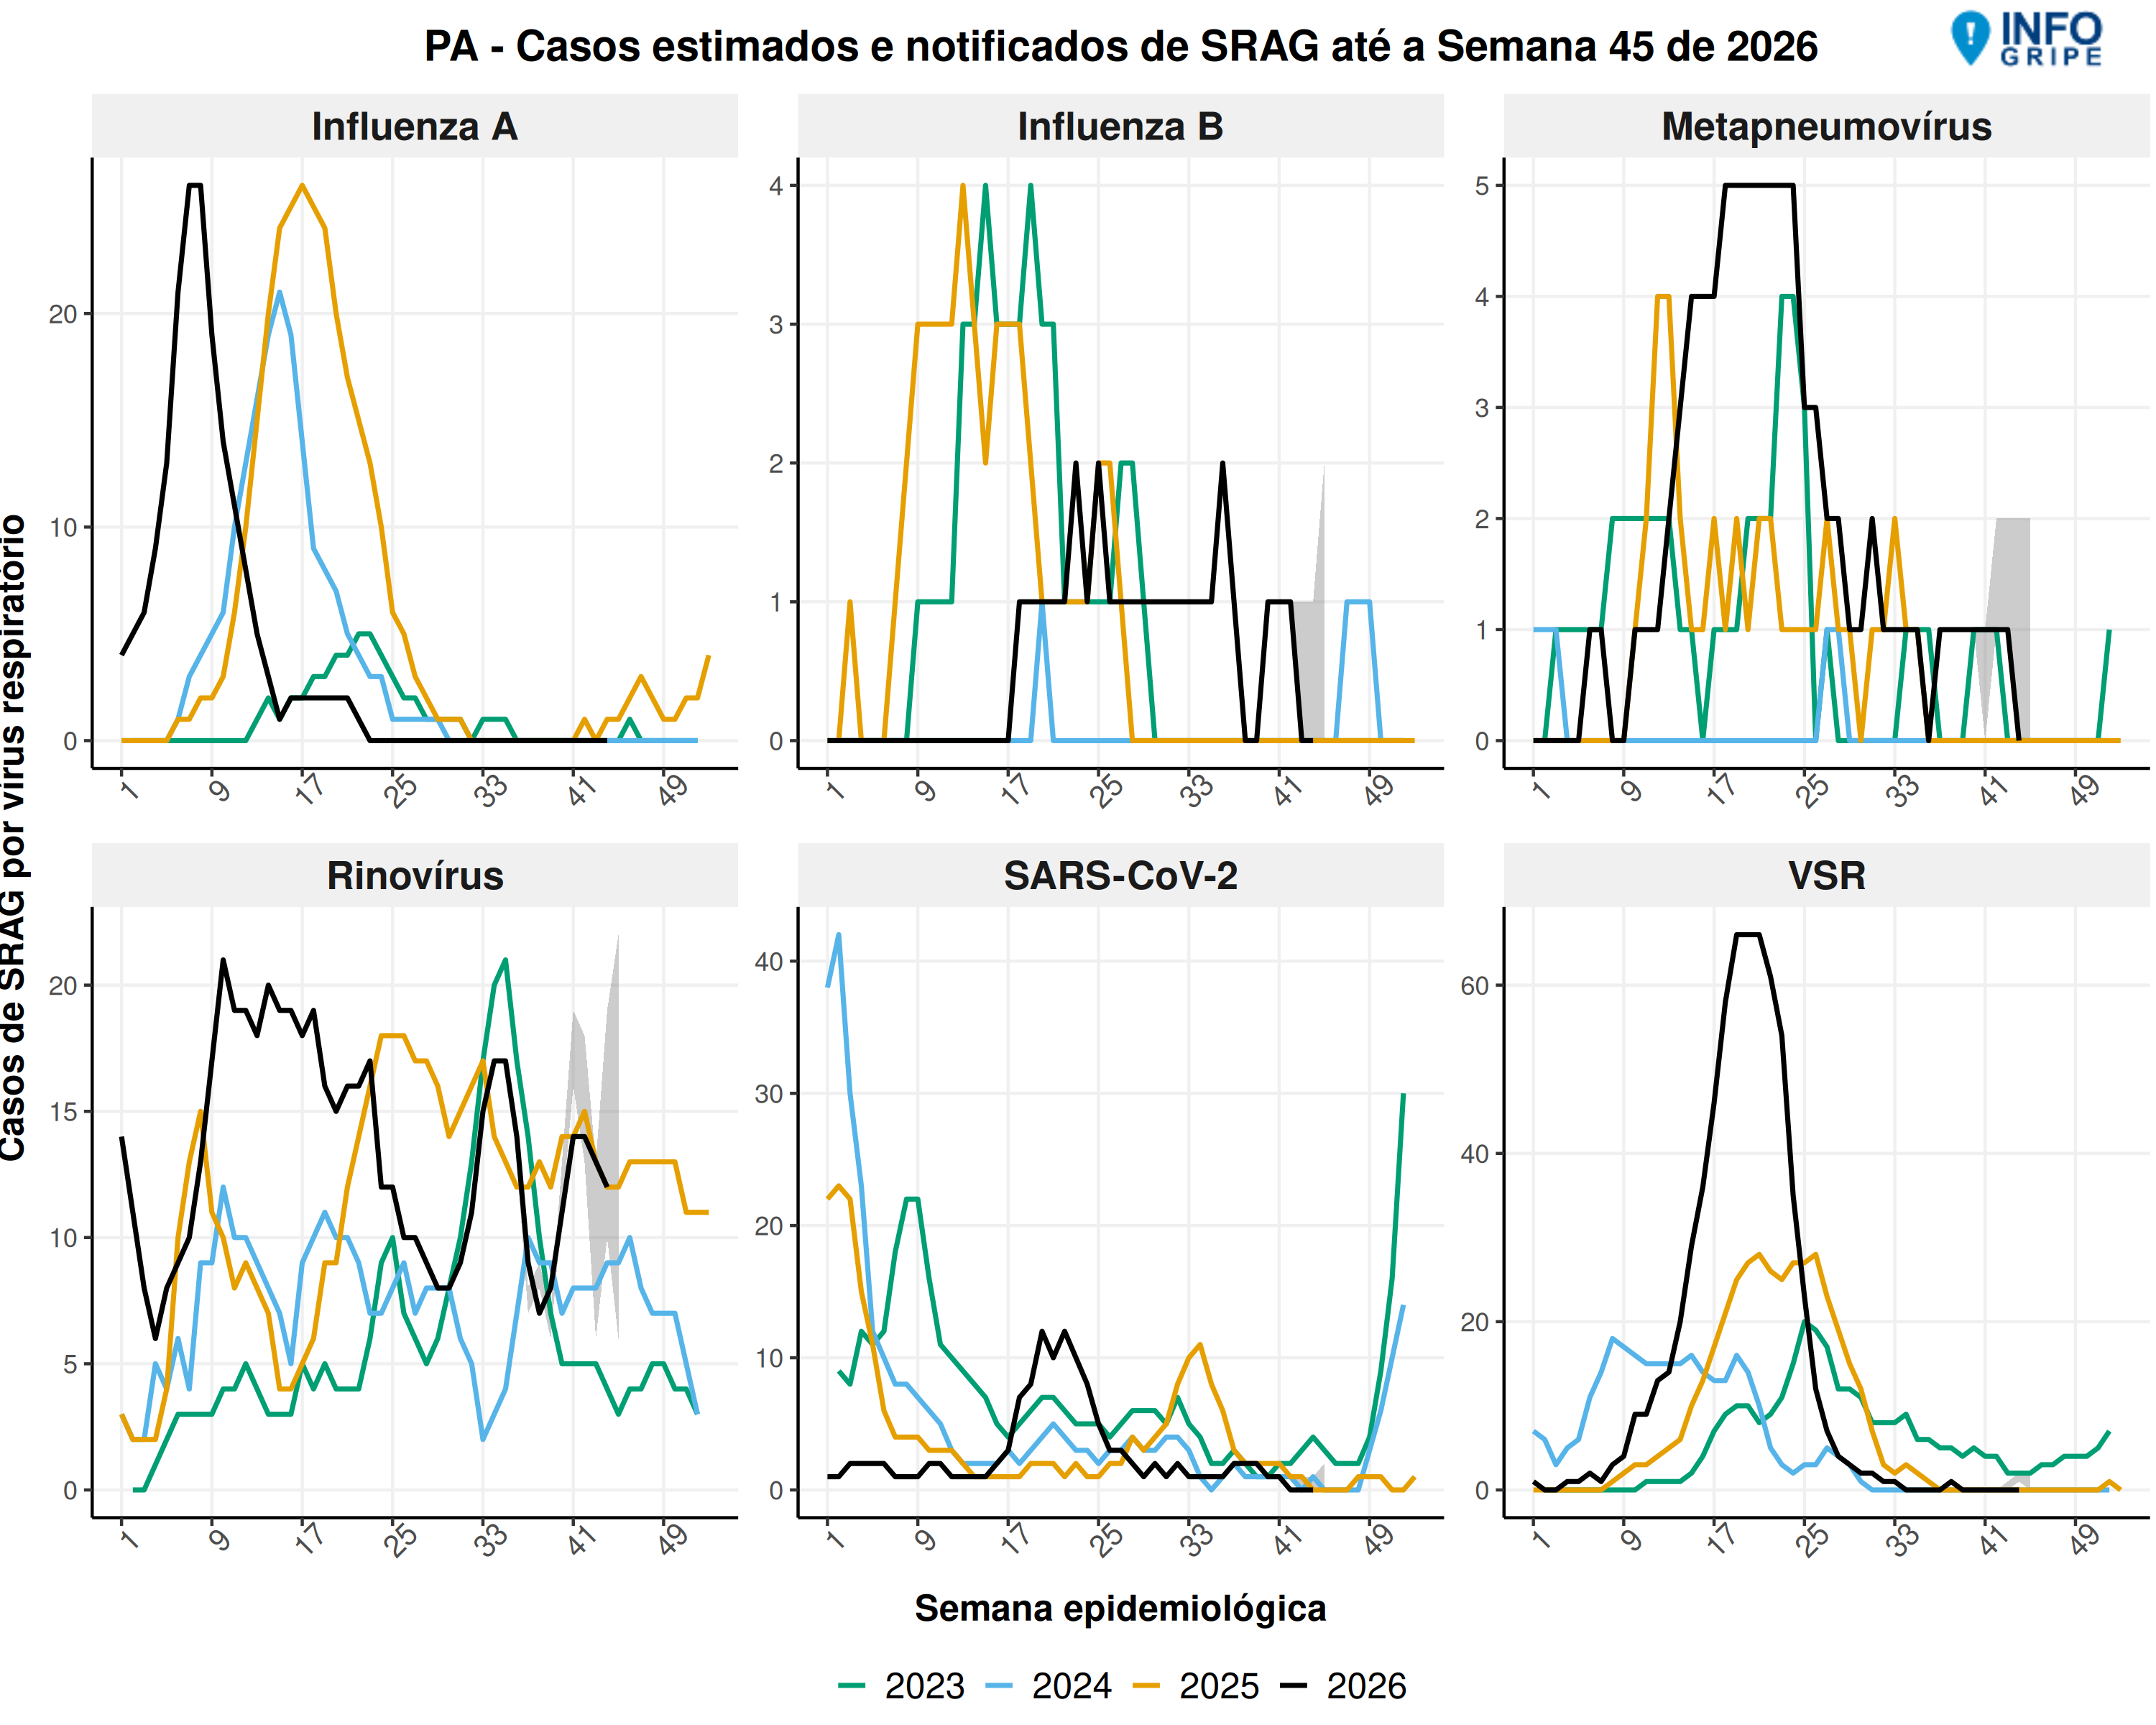 PA - Casos estimados e notificados de SRAG até a Semana 45 de 2026
INFO
GRIPE
Casos de SRAG por vírus respiratório
Influenza A
0
10
20
1 9 17 25 33 41 49
Influenza B
0
1
2
3
4
1 9 17 25 33 41 49
Metapneumovírus
0
1
2
3
4
5
1 9 17 25 33 41 49
Rinovírus
0
5
10
15
20
1 9 17 25 33 41 49
SARS-CoV-2
0
10
20
30
40
1 9 17 25 33 41 49
VSR
0
20
40
60
1 9 17 25 33 41 49
Semana epidemiológica
2023 2024 2025 2026